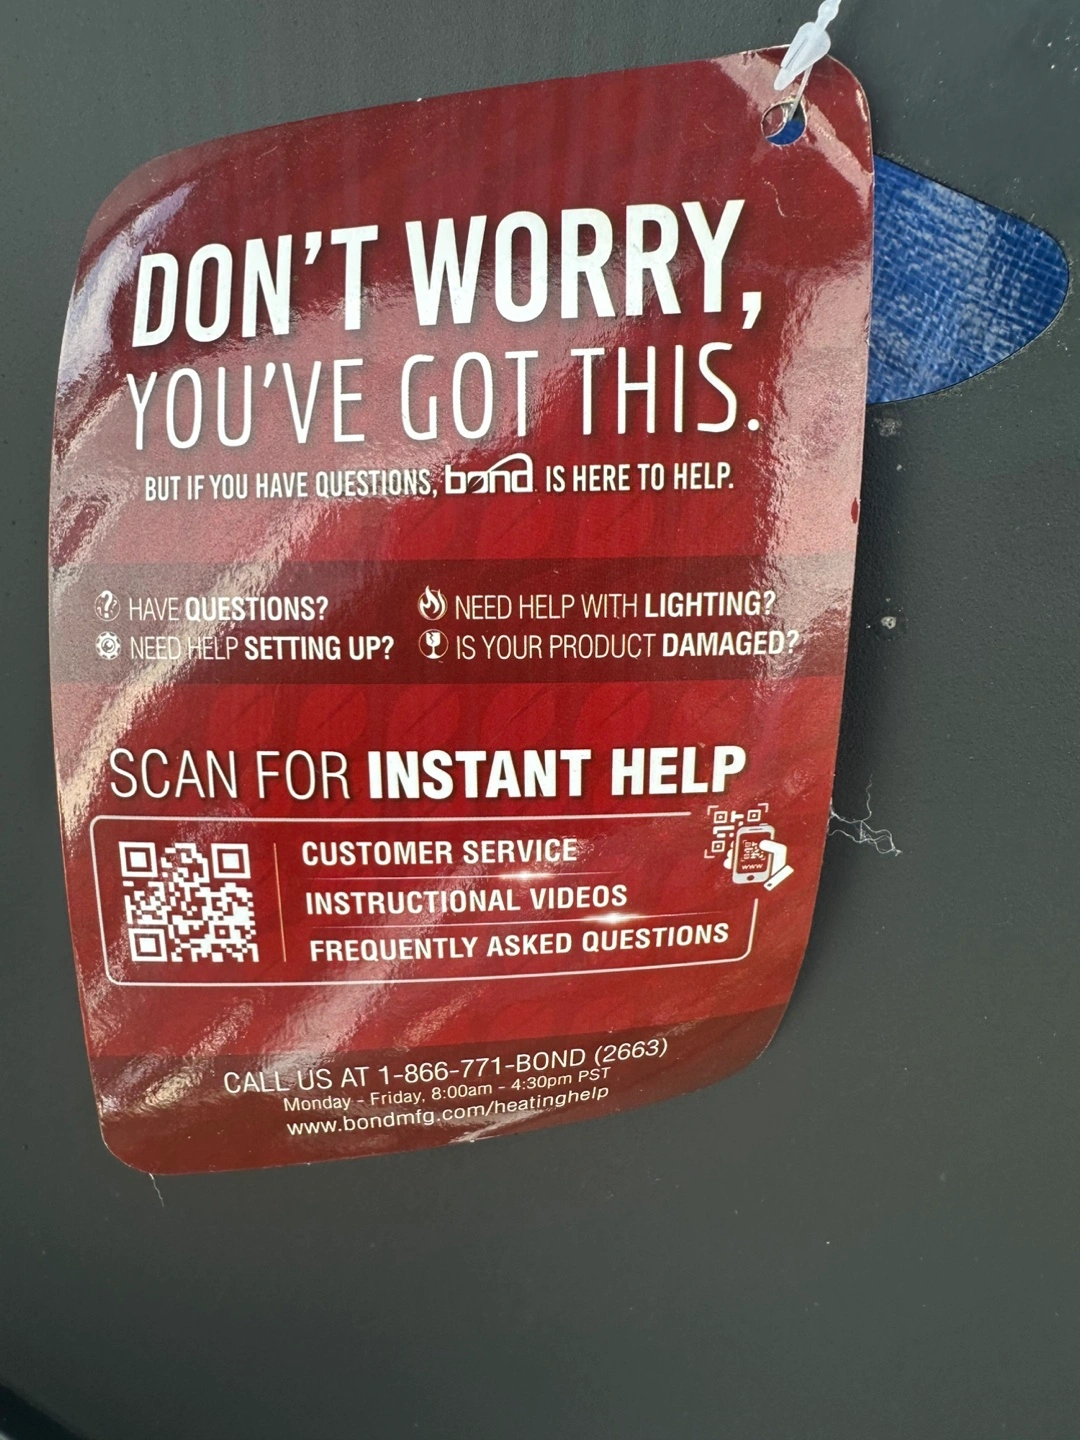 DON'T WORRY,
YOU'VE GOT THIS.
BUT IF YOU HAVE QUESTIONS, bond IS HERE TO HELP.
HAVE QUESTIONS?
NEED HELP WITH LIGHTING?
NEED HELP SETTING UP?
IS YOUR PRODUCT DAMAGED?
SCAN FOR INSTANT HELP
CUSTOMER SERVICE
INSTRUCTIONAL VIDEOS
FREQUENTLY ASKED QUESTIONS
www
CALL US AT 1-866-771-BOND (2663)
Monday - Friday, 8:00am - 4:30pm PST
www.bondmfg.com/heatinghelp